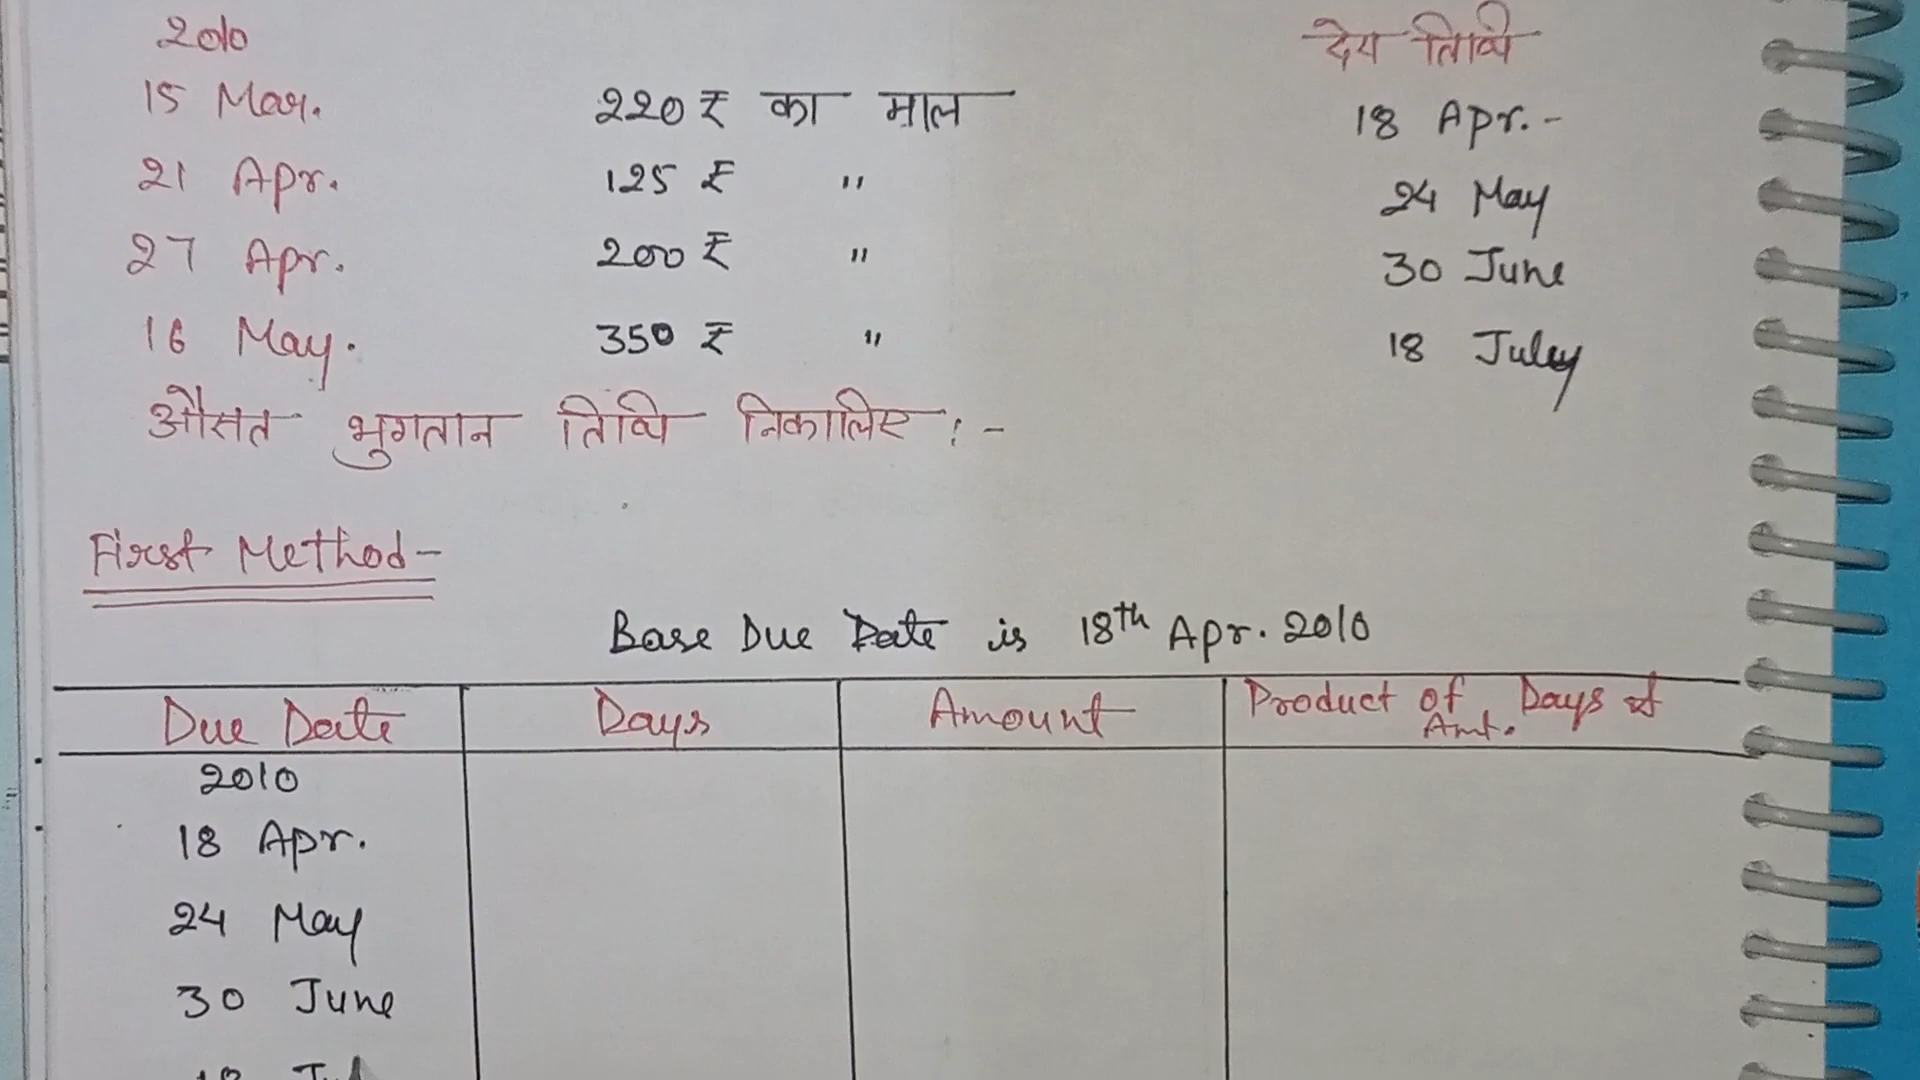 2010 देय तिथि
15 Mar. 220 ₹ का माल 18 Apr.-
21 Apr. 125 ₹ " 24 May
27 Apr. 200 ₹ " 30 June
16 May. 350 ₹ " 18 July
औसत भुगतान तिथि निकालिए :-
First Method-
Base Due Date is 18th Apr. 2010
Due Date Days Amount Product of Days &
Amt.
2010
18 Apr.
24 May
30 June
18